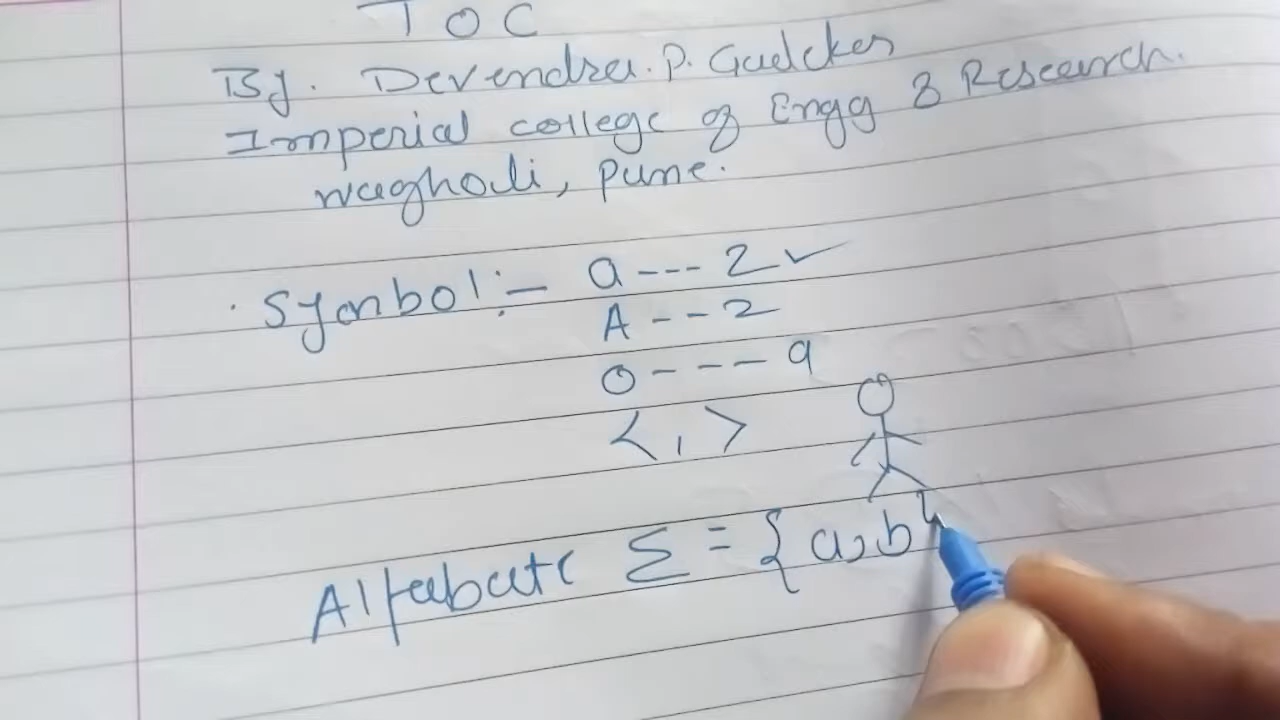 TOC
By. Devendra. P. Gadekar
Imperial college of Engg & Research.
wagholi, Pune.
Symbol :- a --- z ✓
A -- z
0 --- 9
< , >
Alfabate Σ = { a, b }